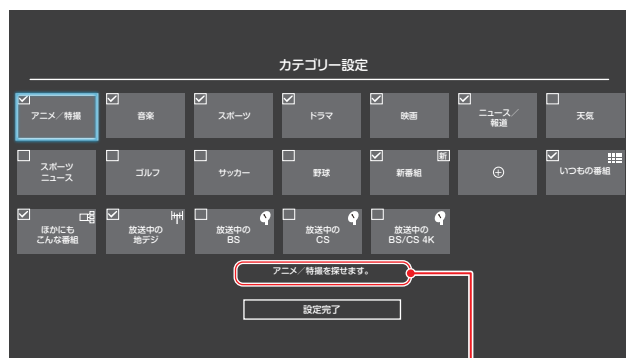 カテゴリー設定
アニメ／特撮
音楽
スポーツ
ドラマ
映画
ニュース／
報道
天気
スポーツ
ニュース
ゴルフ
サッカー
野球
新
新番組
いつもの番組
ほかにも
こんな番組
放送中の
地デジ
放送中の
BS
放送中の
CS
放送中の
BS/CS 4K
アニメ／特撮を探せます。
設定完了